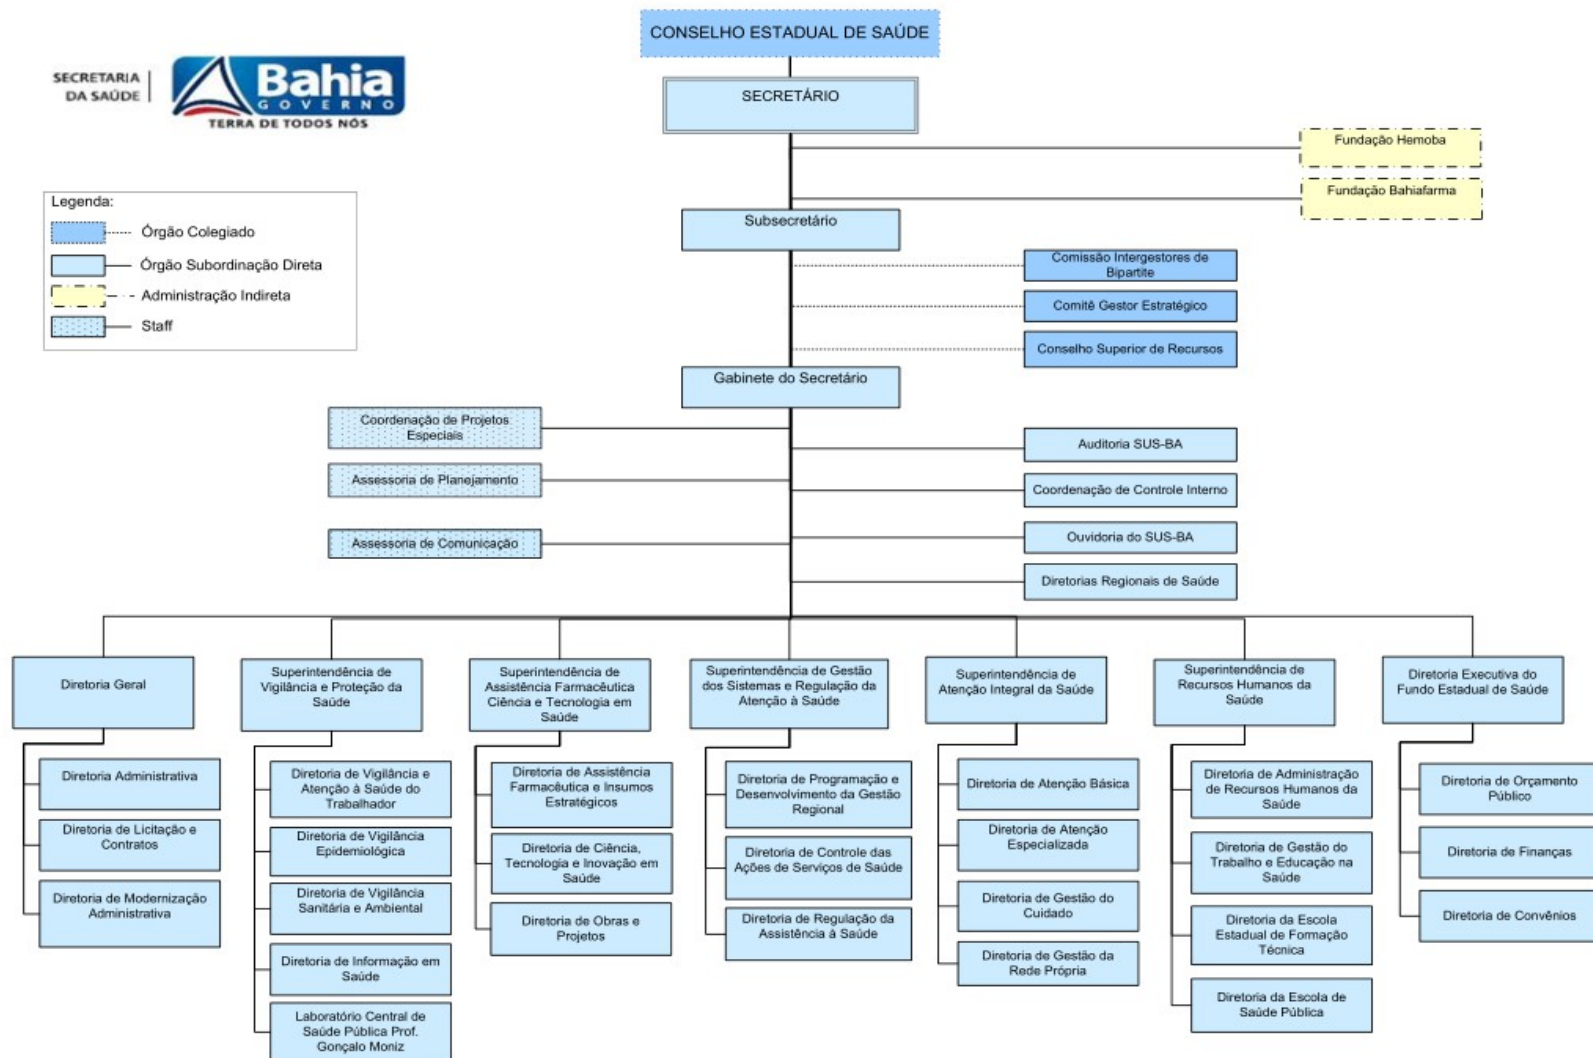 CONSELHO ESTADUAL DE SAÚDE
SECRETARIA
DA SAÚDE
Bahia
GOVERNO
TERRA DE TODOS NÓS
SECRETÁRIO
Fundação Hemoba
Fundação Bahiafarma
Legenda:
Órgão Colegiado
Órgão Subordinação Direta
Administração Indireta
Staff
Subsecretário
Comissão Intergestores de
Bipartite
Comitê Gestor Estratégico
Conselho Superior de Recursos
Gabinete do Secretário
Coordenação de Projetos
Especiais
Assessoria de Planejamento
Assessoria de Comunicação
Auditoria SUS-BA
Coordenação de Controle Interno
Ouvidoria do SUS-BA
Diretorias Regionais de Saúde
Diretoria Geral
Diretoria Administrativa
Diretoria de Licitação e
Contratos
Diretoria de Modernização
Administrativa
Superintendência de
Vigilância e Proteção da
Saúde
Diretoria de Vigilância e
Atenção à Saúde do
Trabalhador
Diretoria de Vigilância
Epidemiológica
Diretoria de Vigilância
Sanitária e Ambiental
Diretoria de Informação em
Saúde
Laboratório Central de
Saúde Pública Prof.
Gonçalo Moniz
Superintendência de
Assistência Farmacêutica
Ciência e Tecnologia em
Saúde
Diretoria de Assistência
Farmacêutica e Insumos
Estratégicos
Diretoria de Ciência,
Tecnologia e Inovação em
Saúde
Diretoria de Obras e
Projetos
Superintendência de Gestão
dos Sistemas e Regulação da
Atenção à Saúde
Diretoria de Programação e
Desenvolvimento da Gestão
Regional
Diretoria de Controle das
Ações de Serviços de Saúde
Diretoria de Regulação da
Assistência à Saúde
Superintendência de
Atenção Integral da Saúde
Diretoria de Atenção Básica
Diretoria de Atenção
Especializada
Diretoria de Gestão do
Cuidado
Diretoria de Gestão da
Rede Própria
Superintendência de
Recursos Humanos da
Saúde
Diretoria de Administração
de Recursos Humanos da
Saúde
Diretoria de Gestão do
Trabalho e Educação na
Saúde
Diretoria da Escola
Estadual de Formação
Técnica
Diretoria da Escola de
Saúde Pública
Diretoria Executiva do
Fundo Estadual de Saúde
Diretoria de Orçamento
Público
Diretoria de Finanças
Diretoria de Convênios